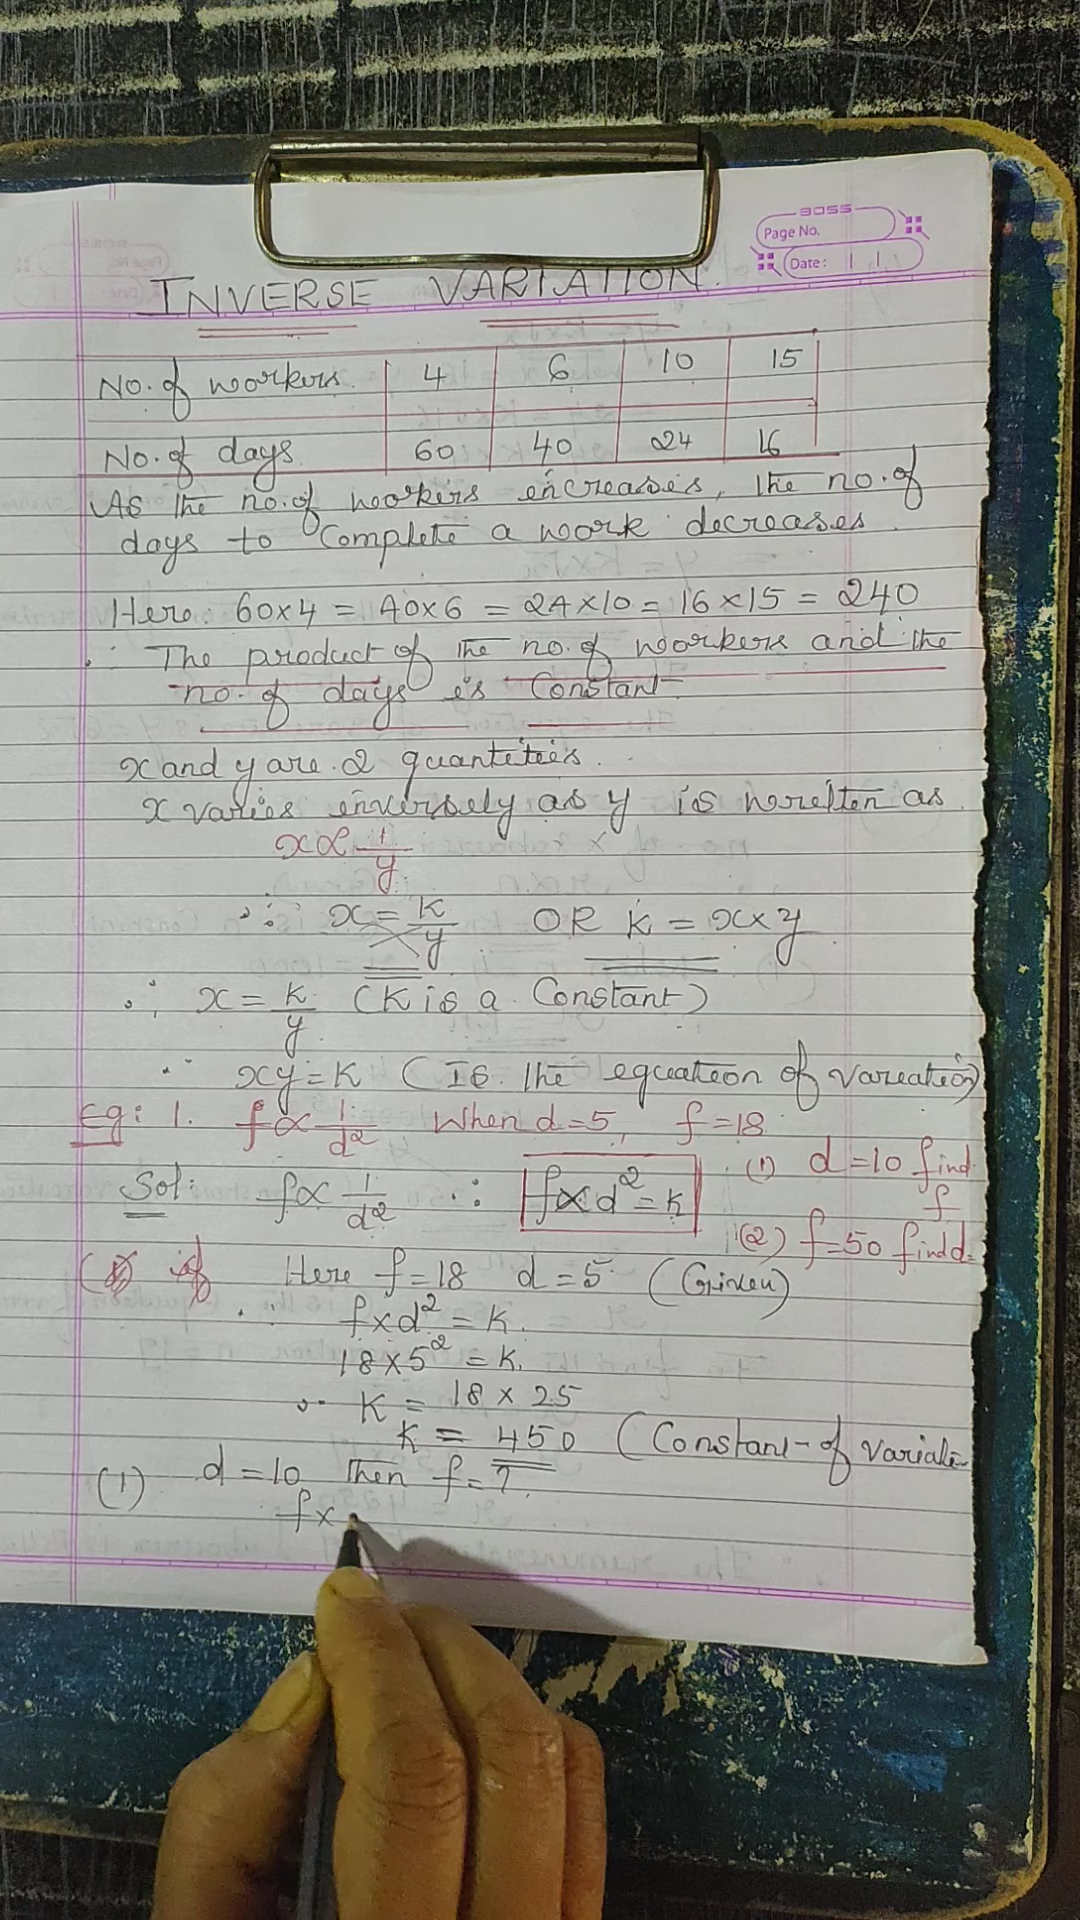 BOSS
Page No.
Date:
INVERSE VARIATION.
No. of workers. 4 6 10 15
No. of days 60 40 24 16
As the no. of workers increases, the no. of
days to Complete a work decreases.
Here. 60×4 = 40×6 = 24×10 = 16×15 = 240
∴ The product of the no. of workers and the
no. of days is Constant.
x and y are 2 quantities.
x varies inversely as y is written as
x∝ 1/y
∴ x = K/y OR k = x×y
∴ x = K/y (K is a Constant)
∴ xy = K (Is the equation of variation)
Eg: 1. f ∝ 1/d² When d=5, f=18
(1) d=10 find f
Sol: f∝ 1/d² ∴ f×d² = K
(2) f=50 find d.
if Here f=18 d=5 (Given)
∴ f×d² = K.
18×5² = K.
∴ K = 18 × 25
K = 450 (Constant of Variati
(1) d=10 Then f=?
f×